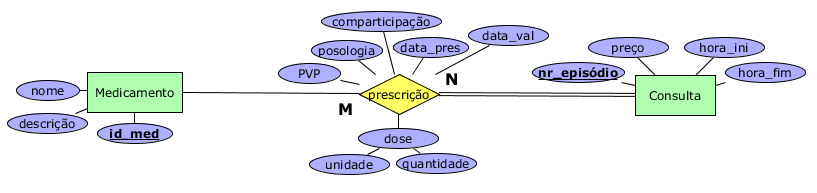 comparticipação
posologia
data_pres
data_val
PVP
N
preço
hora_ini
nr_episódio
hora_fim
nome
Medicamento
prescrição
Consulta
M
descrição
id_med
dose
unidade
quantidade